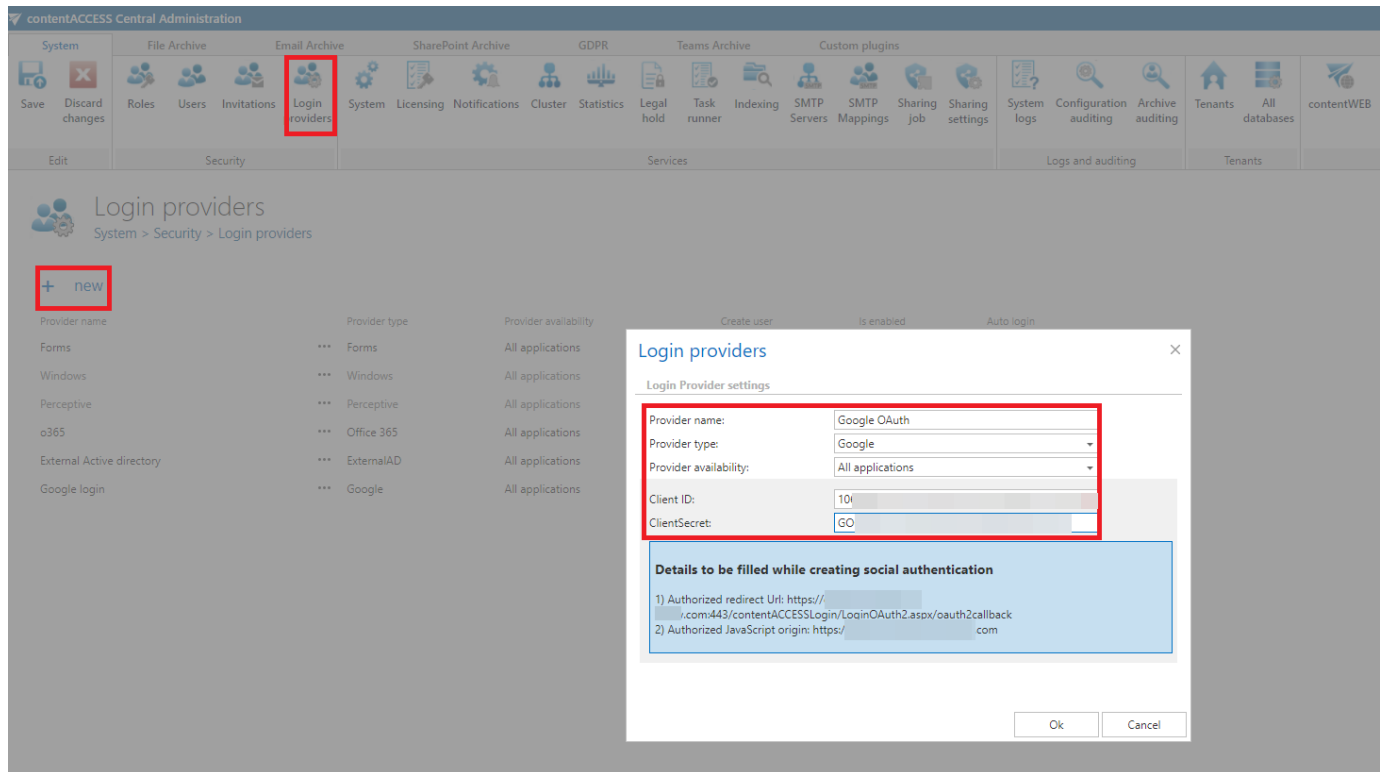 contentACCESS Central Administration
System File Archive Email Archive SharePoint Archive GDPR Teams Archive Custom plugins
Save Discard changes Roles Users Invitations Login providers System Licensing Notifications Cluster Statistics Legal hold Task runner Indexing SMTP Servers SMTP Mappings Sharing job Sharing settings System logs Configuration auditing Archive auditing Tenants All databases contentWEB
Edit Security Services Logs and auditing Tenants
Login providers
System > Security > Login providers
+ new
Provider name Provider type Provider availability Create user Is enabled Auto login
Forms ••• Forms All applications
Windows ••• Windows All applications
Perceptive ••• Perceptive All applications
o365 ••• Office 365 All applications
External Active directory ••• ExternalAD All applications
Google login ••• Google All applications
Login providers
Login Provider settings
Provider name: Google OAuth
Provider type: Google
Provider availability: All applications
Client ID: 10
ClientSecret: GO
Details to be filled while creating social authentication
1) Authorized redirect Url: https://
.com:443/contentACCESSLogin/LoginOAuth2.aspx/oauth2callback
2) Authorized JavaScript origin: https:/ .com
Ok Cancel